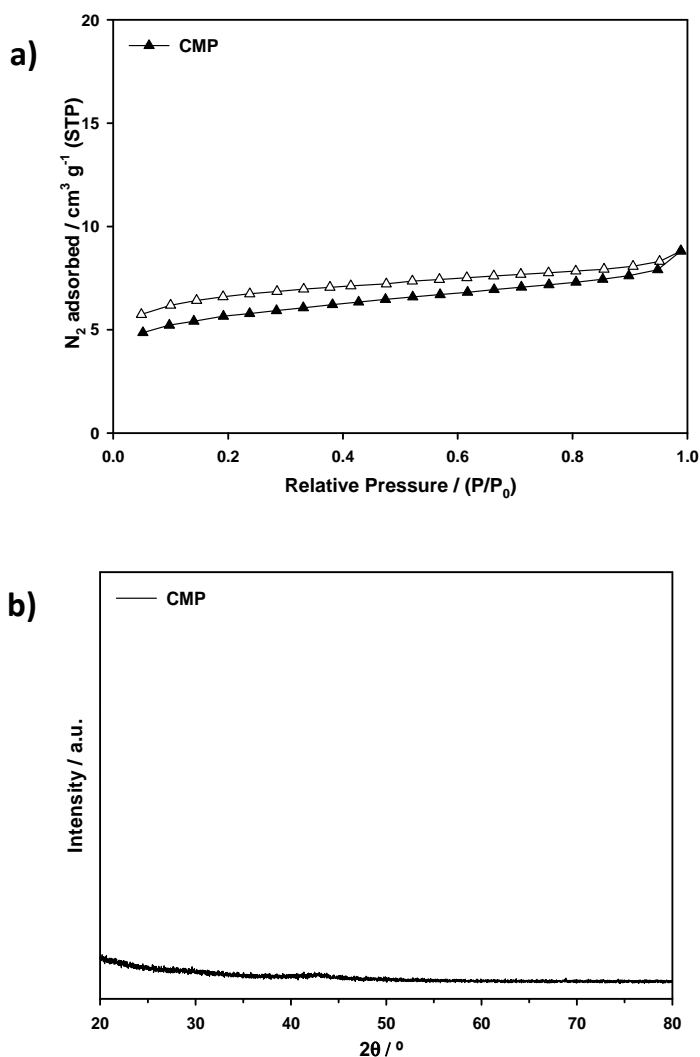 a)
CMP
20
15
10
5
0
N₂ adsorbed / cm³ g⁻¹ (STP)
0.0 0.2 0.4 0.6 0.8 1.0
Relative Pressure / (P/P₀)
b)
CMP
Intensity / a.u.
20 30 40 50 60 70 80
2θ / º